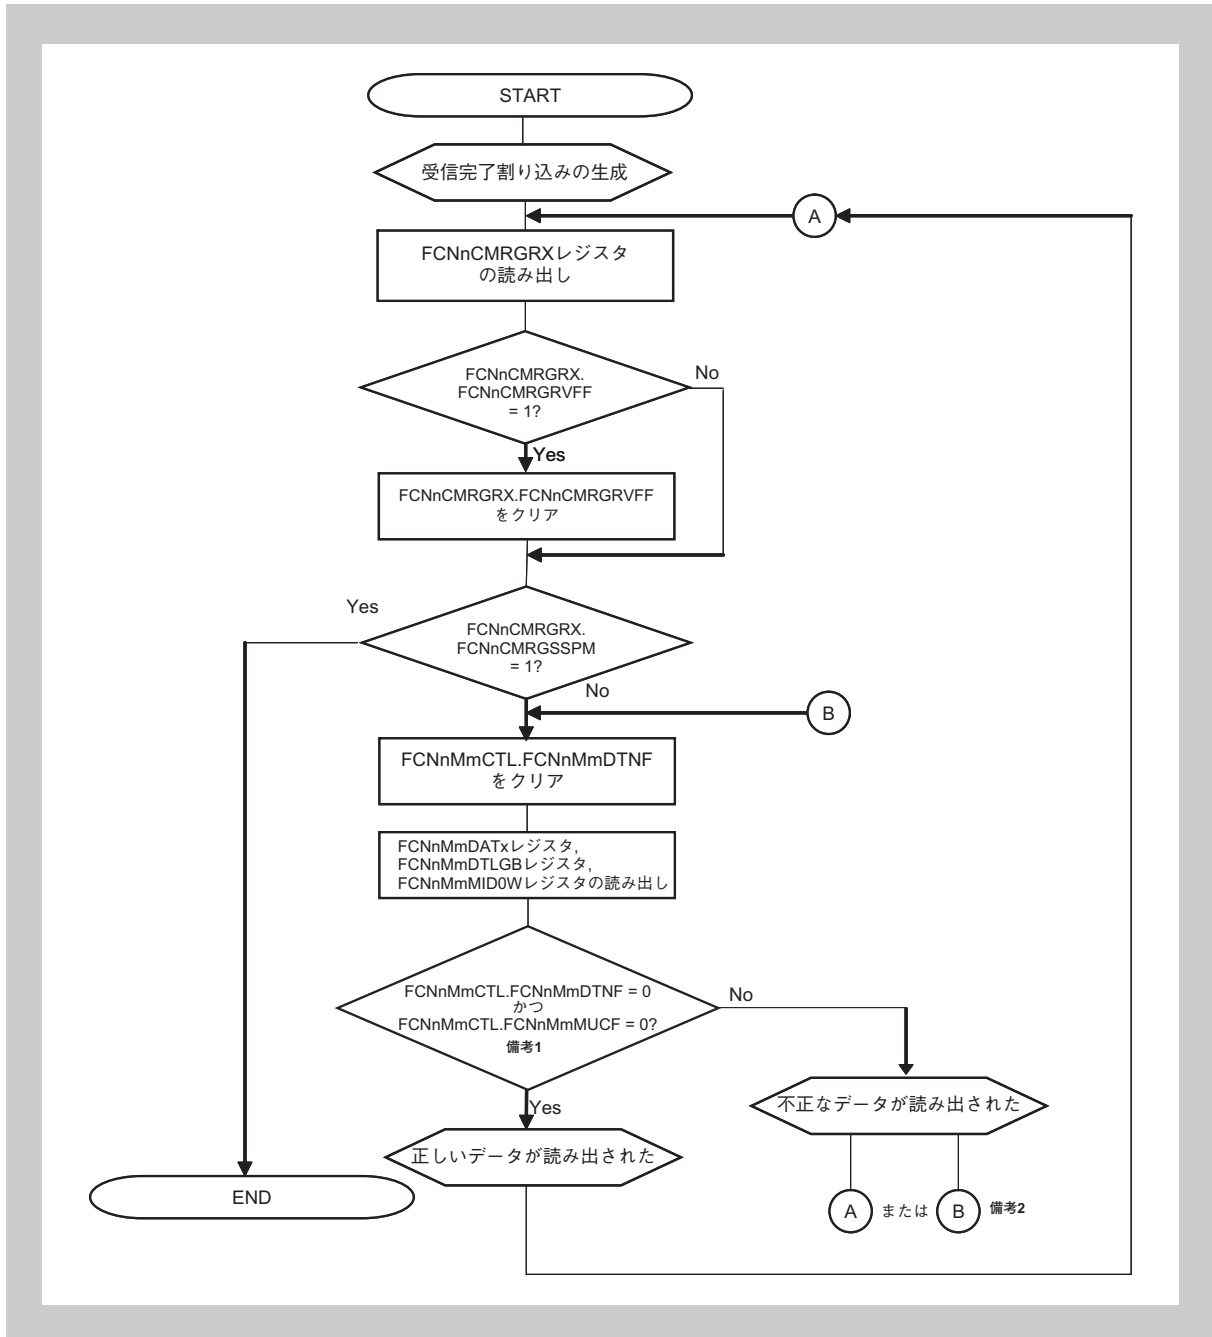 START
受信完了割り込みの生成
A
FCNnCMRGRXレジスタ
の読み出し
FCNnCMRGRX.
FCNnCMRGRVFF
= 1?
No
Yes
FCNnCMRGRX.FCNnCMRGRVFF
をクリア
Yes
FCNnCMRGRX.
FCNnCMRGSSPM
= 1?
No
B
FCNnMmCTL.FCNnMmDTNF
をクリア
FCNnMmDATxレジスタ,
FCNnMmDTLGBレジスタ,
FCNnMmMID0Wレジスタの読み出し
FCNnMmCTL.FCNnMmDTNF = 0
かつ
FCNnMmCTL.FCNnMmMUCF = 0?
備考1
No
Yes
不正なデータが読み出された
正しいデータが読み出された
END
A または B 備考2